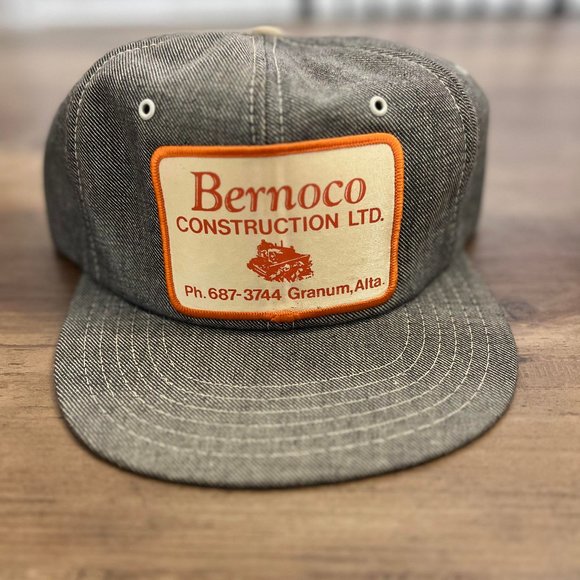 Bernoco
CONSTRUCTION LTD.
Ph. 687-3744 Granum, Alta.